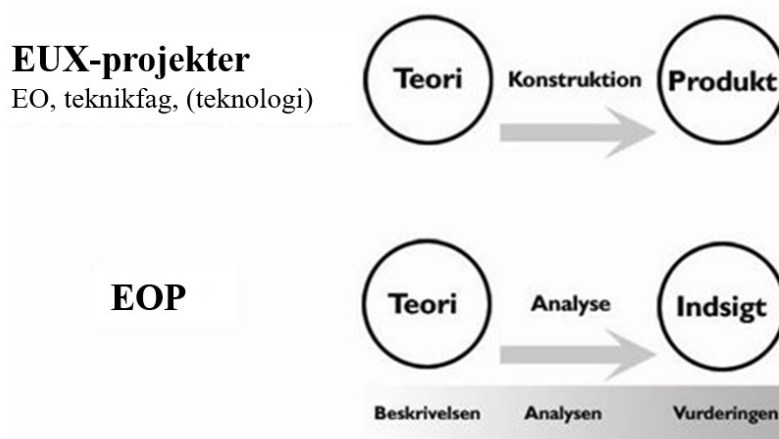 EUX-projekter
EO, teknikfag, (teknologi)
Teori Konstruktion Produkt
EOP
Teori Analyse Indsigt
Beskrivelsen Analysen Vurderingen